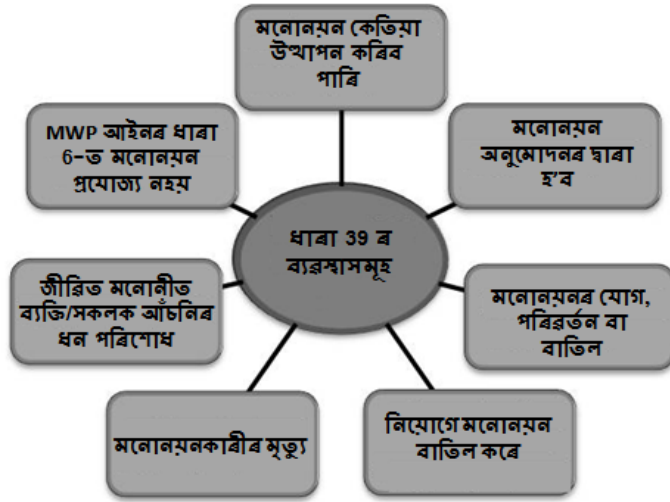 মনোনয়ন কেতিয়া
উত্থাপন কৰিব
পাৰি
মনোনয়ন
অনুমোদনৰ দ্বাৰা
হ'ব
মনোনয়নৰ যোগ,
পৰিৱৰ্তন বা
বাতিল
নিয়োগে মনোনয়ন
বাতিল কৰে
মনোনয়নকাৰীৰ মৃত্যু
জীৱিত মনোনীত
ব্যক্তি/সকলক আঁচনিৰ
ধন পৰিশোধ
MWP আইনৰ ধাৰা
6-ত মনোনয়ন
প্ৰযোজ্য নহয়
ধাৰা 39 ৰ
ব্যৱস্থাসমূহ